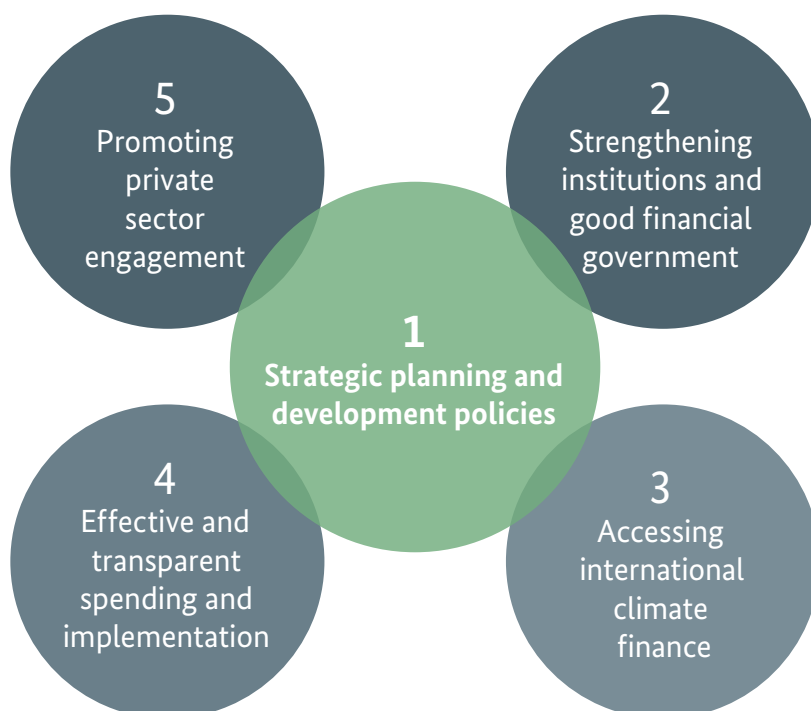 5
Promoting
private
sector
engagement
2
Strengthening
institutions and
good financial
government
1
Strategic planning and
development policies
4
Effective and
transparent
spending and
implementation
3
Accessing
international
climate
finance